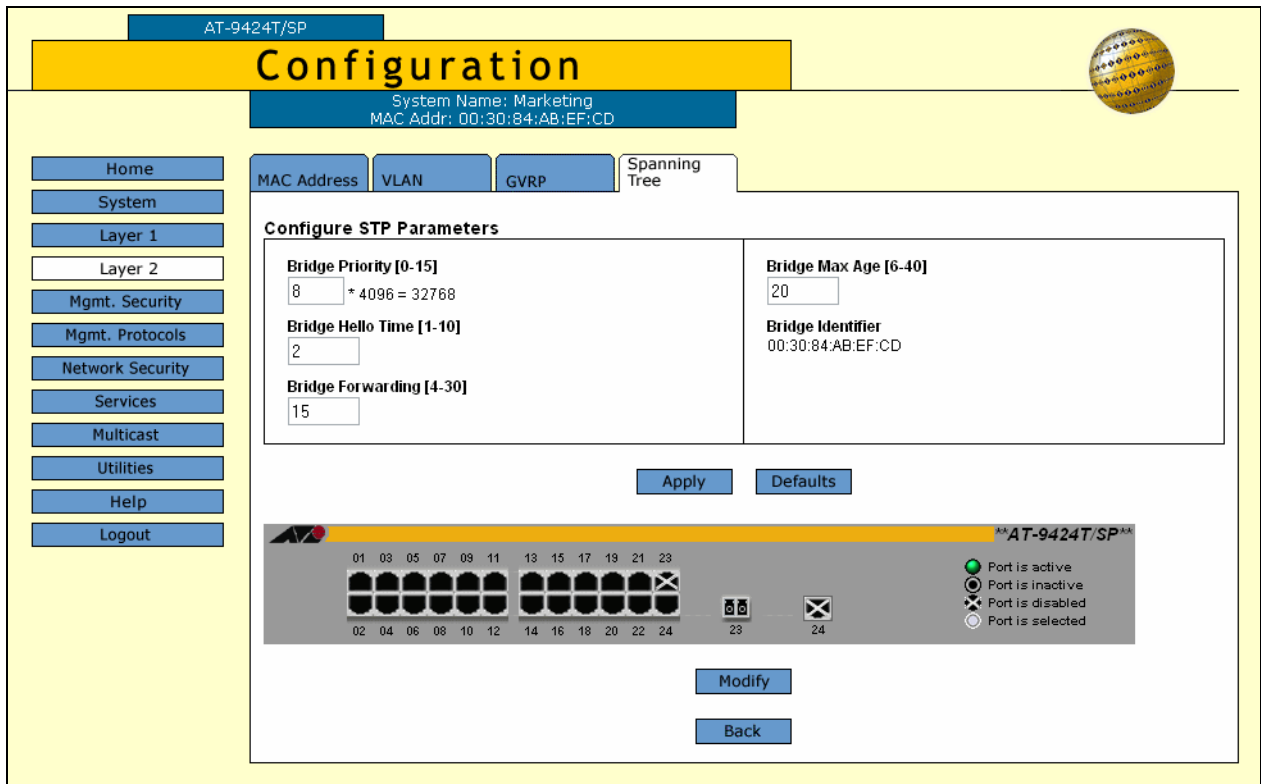 AT-9424T/SP
Configuration
System Name: Marketing
MAC Addr: 00:30:84:AB:EF:CD
Home
System
Layer 1
Layer 2
Mgmt. Security
Mgmt. Protocols
Network Security
Services
Multicast
Utilities
Help
Logout
MAC Address
VLAN
GVRP
Spanning
Tree
Configure STP Parameters
Bridge Priority [0-15]
8 * 4096 = 32768
Bridge Hello Time [1-10]
2
Bridge Forwarding [4-30]
15
Bridge Max Age [6-40]
20
Bridge Identifier
00:30:84:AB:EF:CD
Apply
Defaults
**AT-9424T/SP**
01 03 05 07 09 11 13 15 17 19 21 23
02 04 06 08 10 12 14 16 18 20 22 24
23
24
Port is active
Port is inactive
Port is disabled
Port is selected
Modify
Back